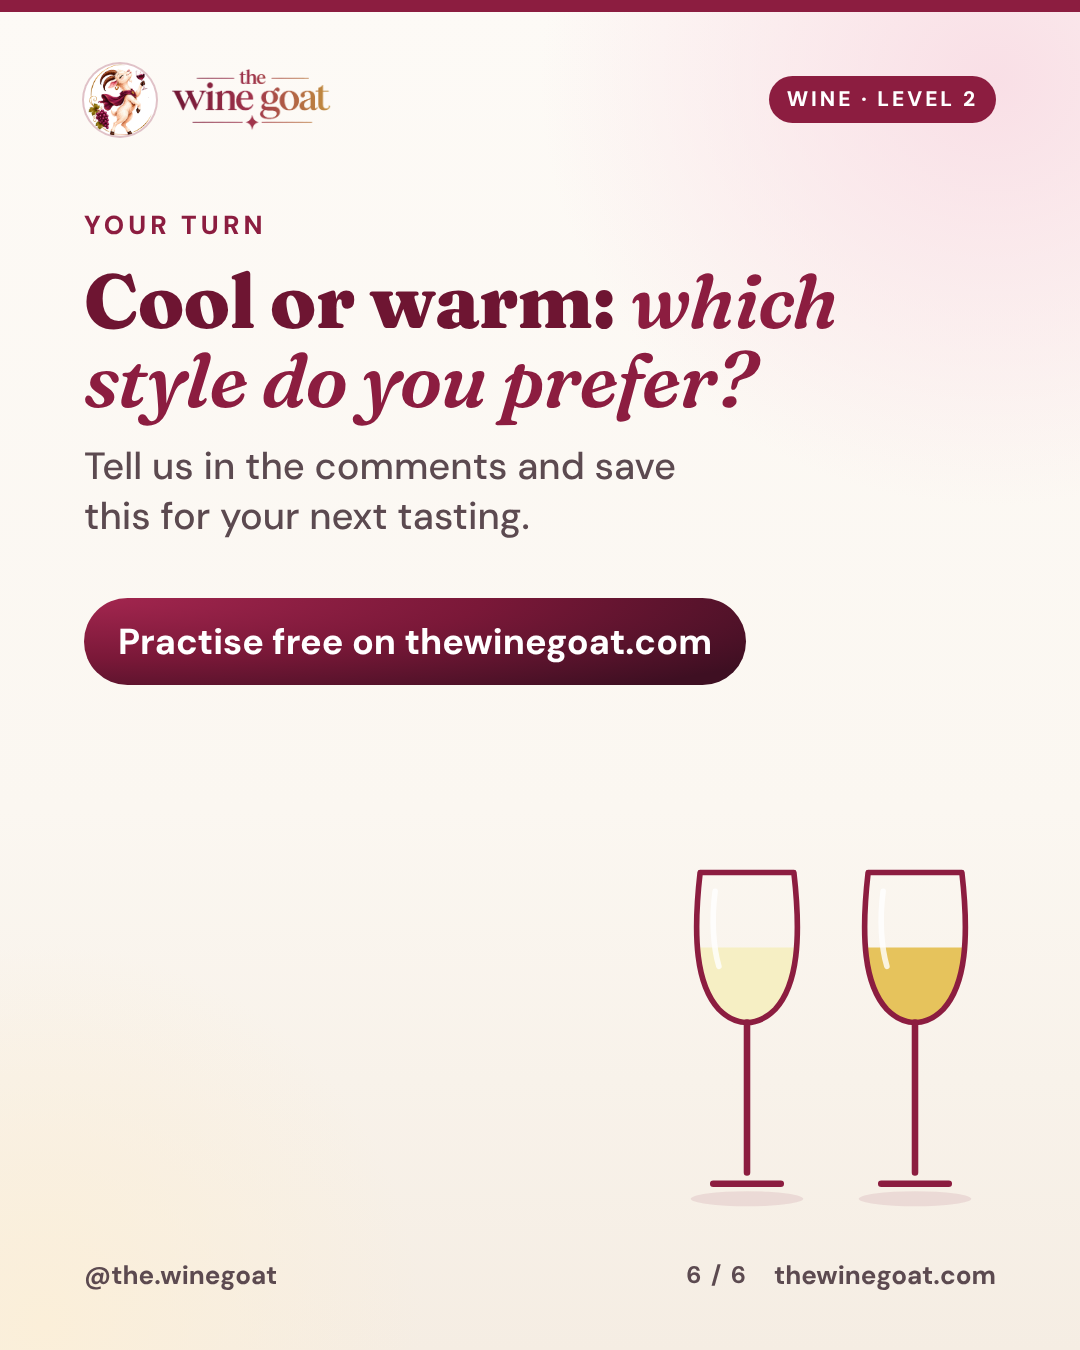 the
wine goat
WINE · LEVEL 2
YOUR TURN
Cool or warm: which
style do you prefer?
Tell us in the comments and save
this for your next tasting.
Practise free on thewinegoat.com
@the.winegoat
6 / 6
thewinegoat.com